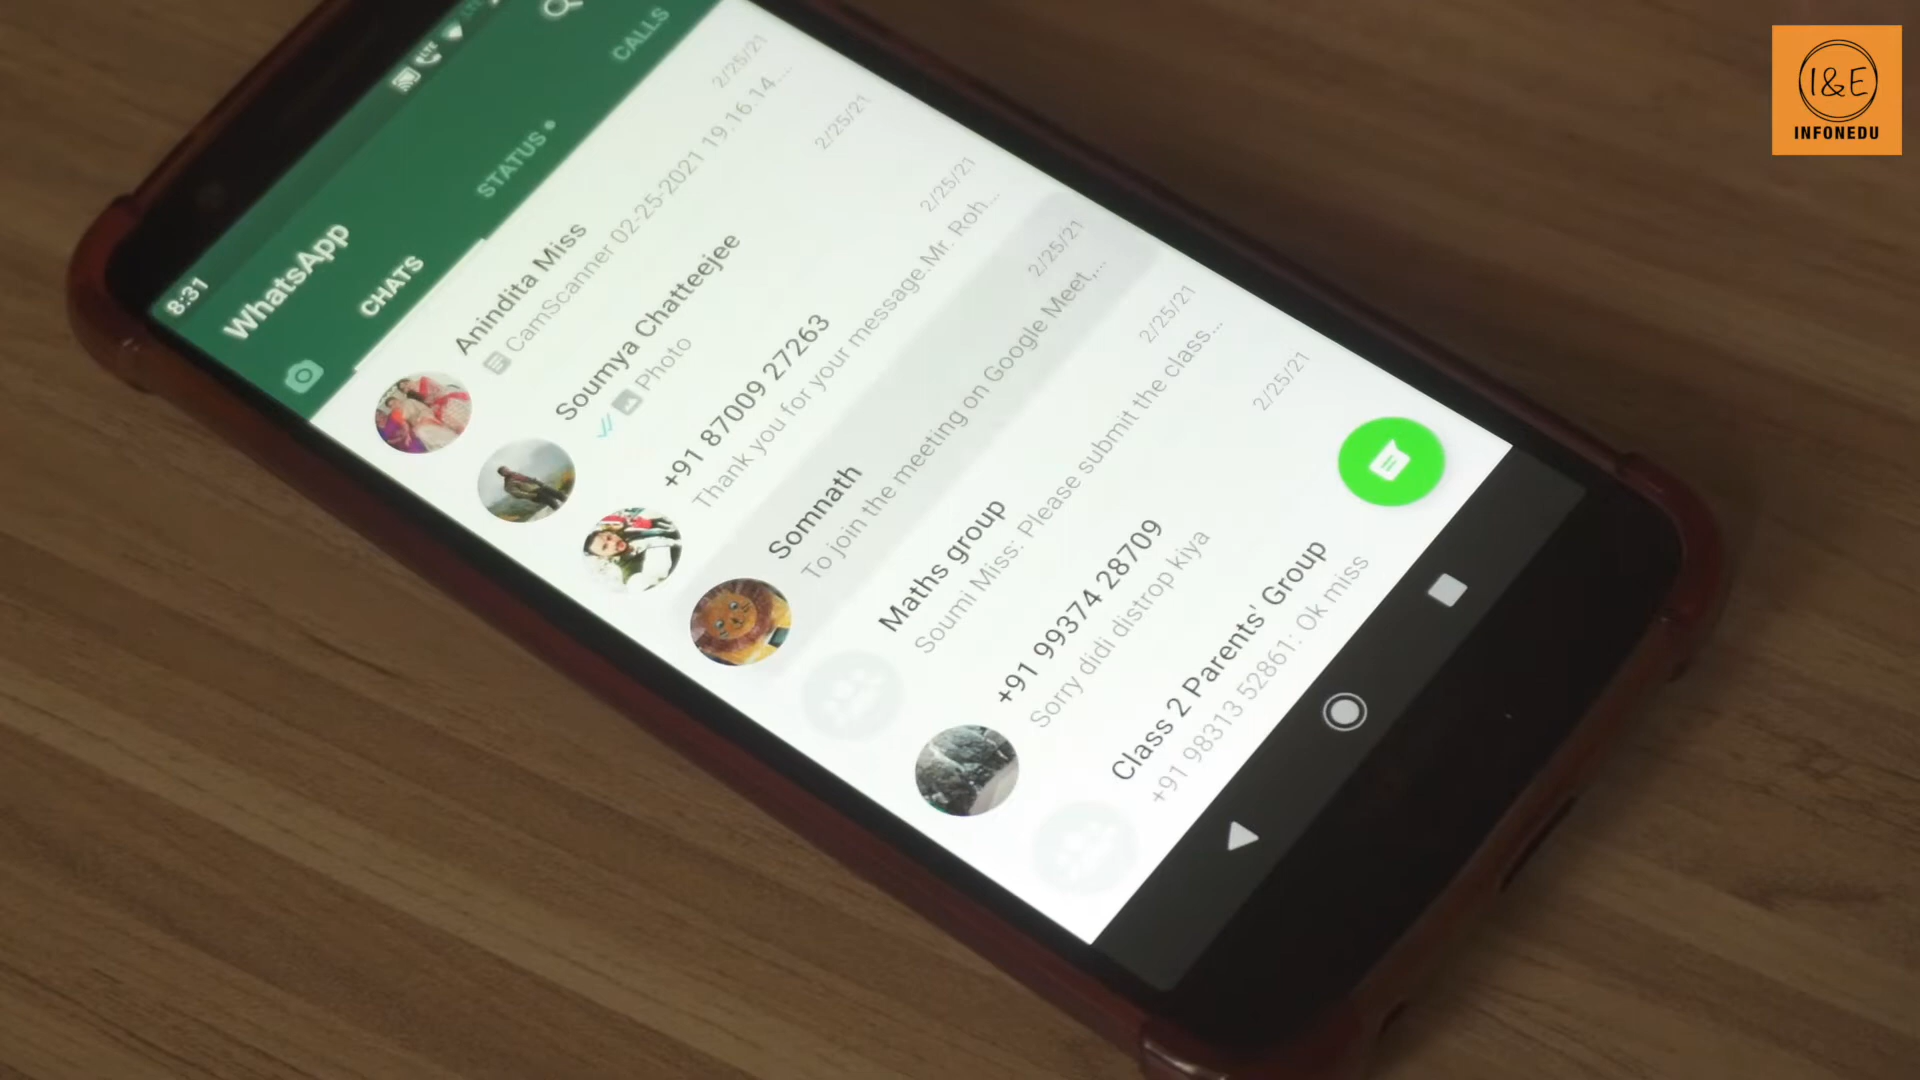 8:31
WhatsApp
CHATS
STATUS
CALLS
Anindita Miss
2/25/21
CamScanner 02-25-2021 19.16.14...
Soumya Chatteejee
2/25/21
Photo
+91 87009 27263
2/25/21
Thank you for your message.Mr. Roh...
Somnath
2/25/21
To join the meeting on Google Meet,...
Maths group
2/25/21
Soumi Miss: Please submit the class...
+91 99374 28709
2/25/21
Sorry didi distrop kiya
Class 2 Parents' Group
+91 98313 52861: Ok miss
I&E
INFONEDU